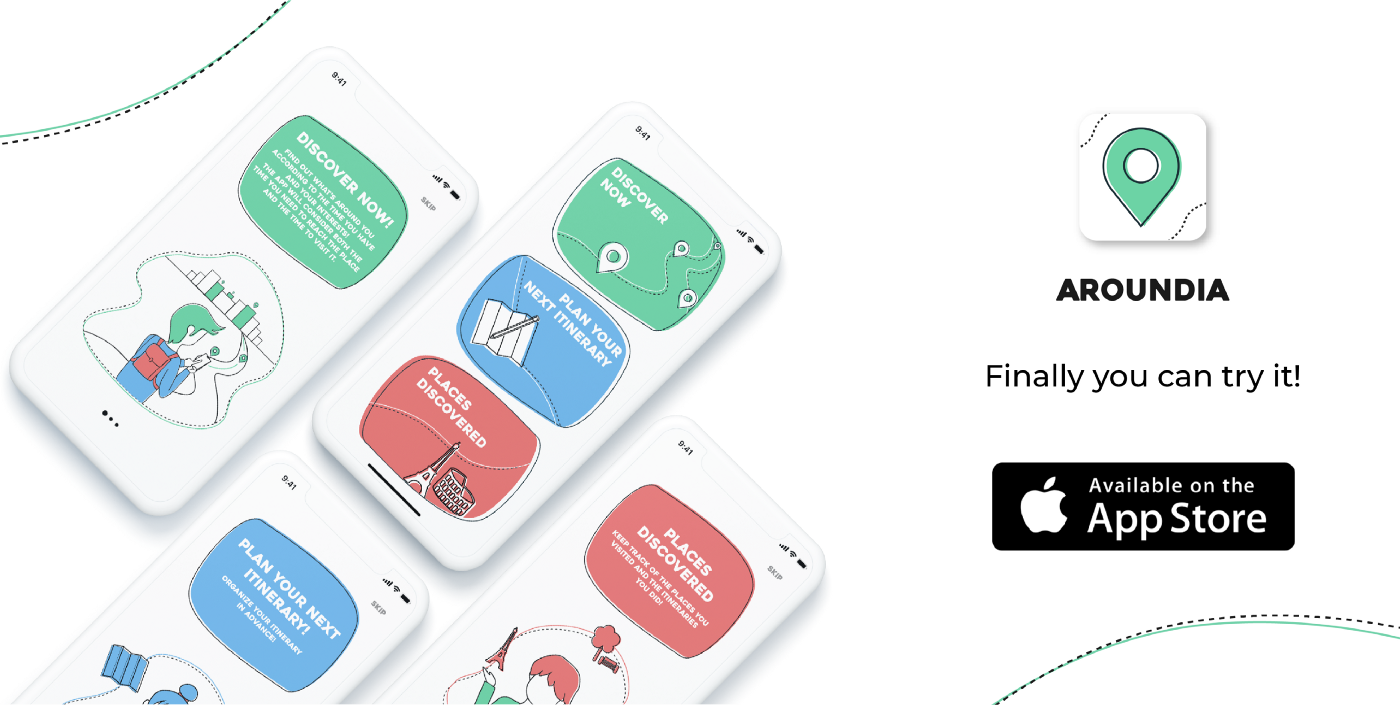 9:41
SKIP
DISCOVER NOW!
FIND OUT WHAT'S AROUND YOU
ACCORDING TO THE TIME YOU HAVE
AND YOUR INTERESTS!
THE APP WILL CONSIDER BOTH THE
TIME YOU NEED TO REACH THE PLACE
AND THE TIME TO VISIT IT.
9:41
DISCOVER
NOW
PLAN YOUR
NEXT ITINERARY
PLACES
DISCOVERED
9:41
SKIP
PLAN YOUR NEXT
ITINERARY!
ORGANIZE YOUR ITINERARY
IN ADVANCE!
9:41
SKIP
PLACES
DISCOVERED
KEEP TRACK OF THE PLACES YOU
VISITED AND THE ITINERARIES
YOU DID!
AROUNDIA
Finally you can try it!
Available on the
App Store